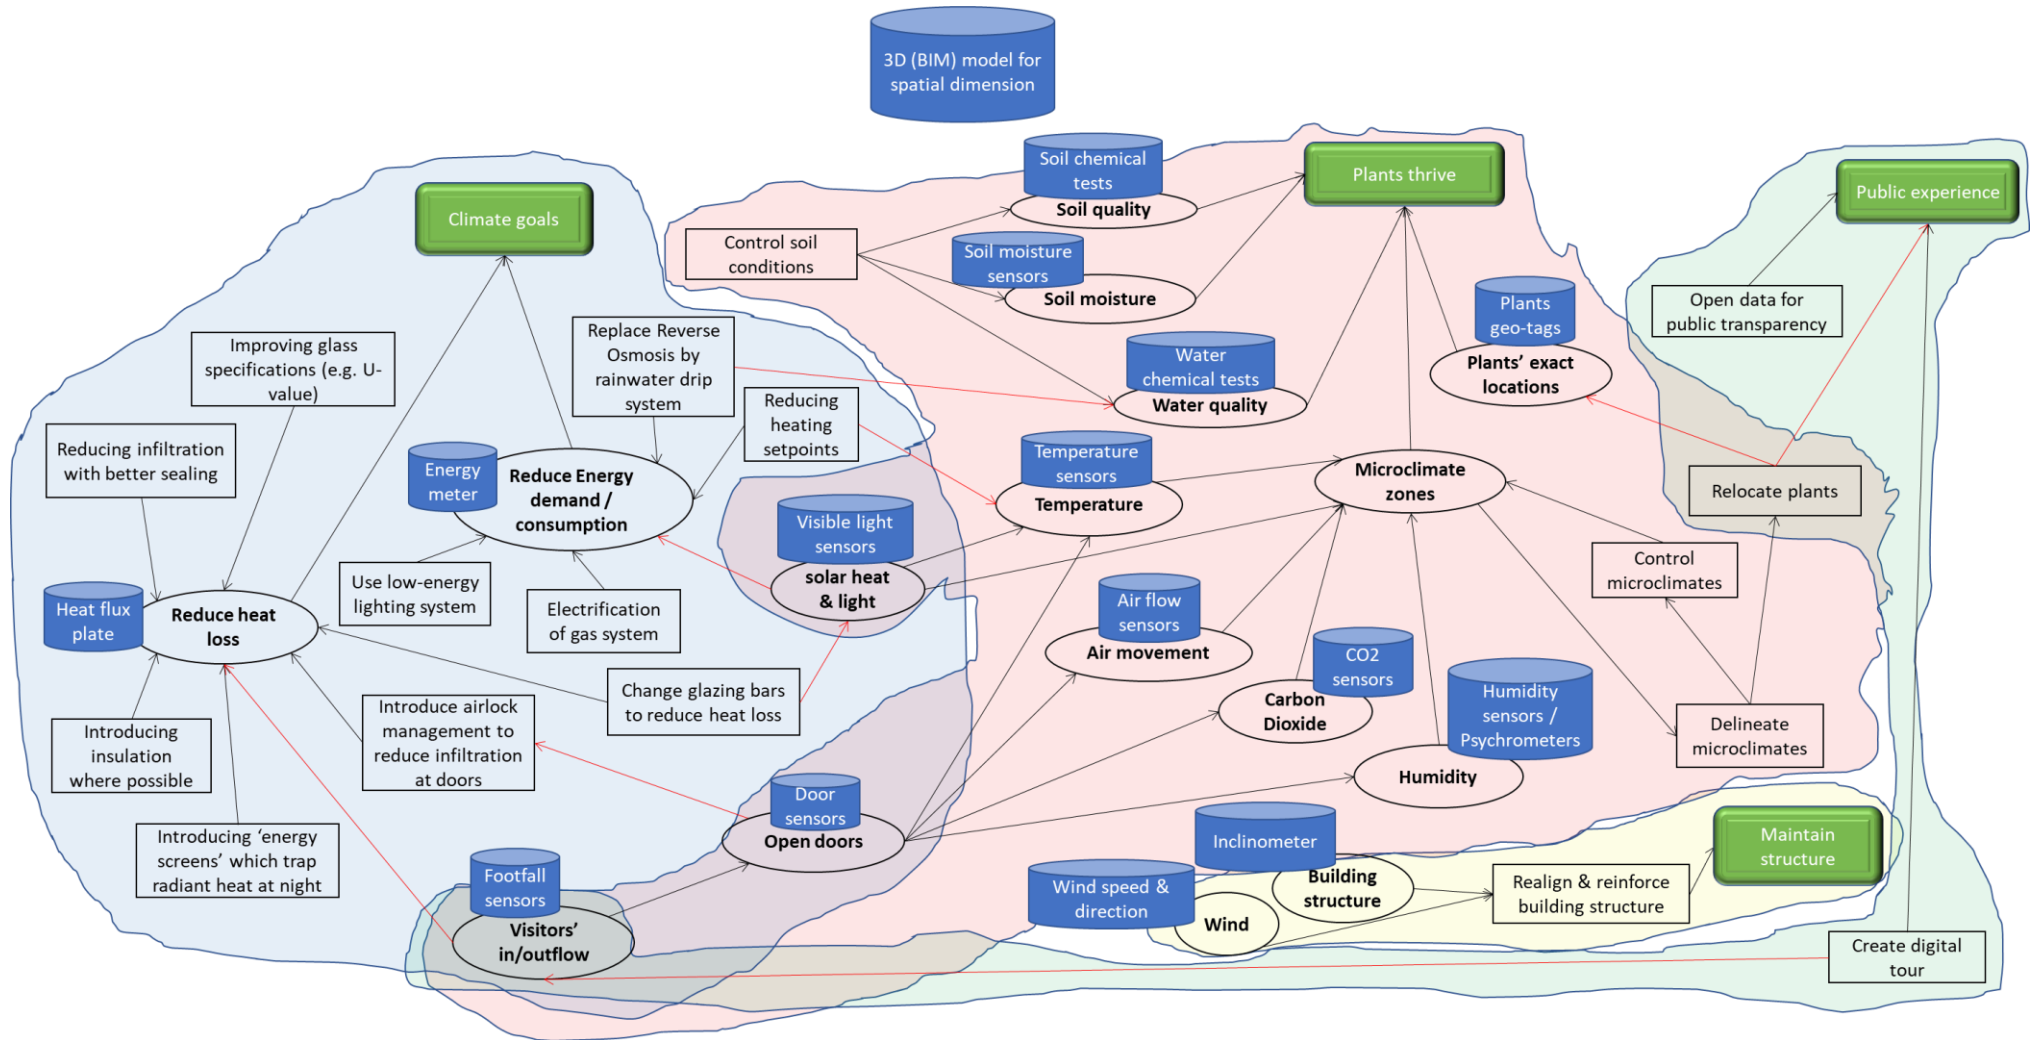 3D (BIM) model for
spatial dimension
Soil chemical
tests
Soil quality
Plants thrive
Public experience
Climate goals
Control soil
conditions
Soil moisture
sensors
Soil moisture
Plants
geo-tags
Plants’ exact
locations
Open data for
public transparency
Improving glass
specifications (e.g. U-
value)
Replace Reverse
Osmosis by
rainwater drip
system
Water
chemical tests
Water quality
Reducing
heating
setpoints
Reducing infiltration
with better sealing
Energy
meter
Reduce Energy
demand /
consumption
Temperature
sensors
Temperature
Microclimate
zones
Relocate plants
Visible light
sensors
solar heat
& light
Control
microclimates
Use low-energy
lighting system
Electrification
of gas system
Heat flux
plate
Reduce heat
loss
Air flow
sensors
Air movement
CO2
sensors
Carbon
Dioxide
Humidity
sensors /
Psychrometers
Humidity
Delineate
microclimates
Change glazing bars
to reduce heat loss
Introducing
insulation
where possible
Introduce airlock
management to
reduce infiltration
at doors
Door
sensors
Open doors
Introducing ‘energy
screens’ which trap
radiant heat at night
Footfall
sensors
Visitors’
in/outflow
Inclinometer
Building
structure
Wind speed &
direction
Wind
Realign & reinforce
building structure
Maintain
structure
Create digital
tour